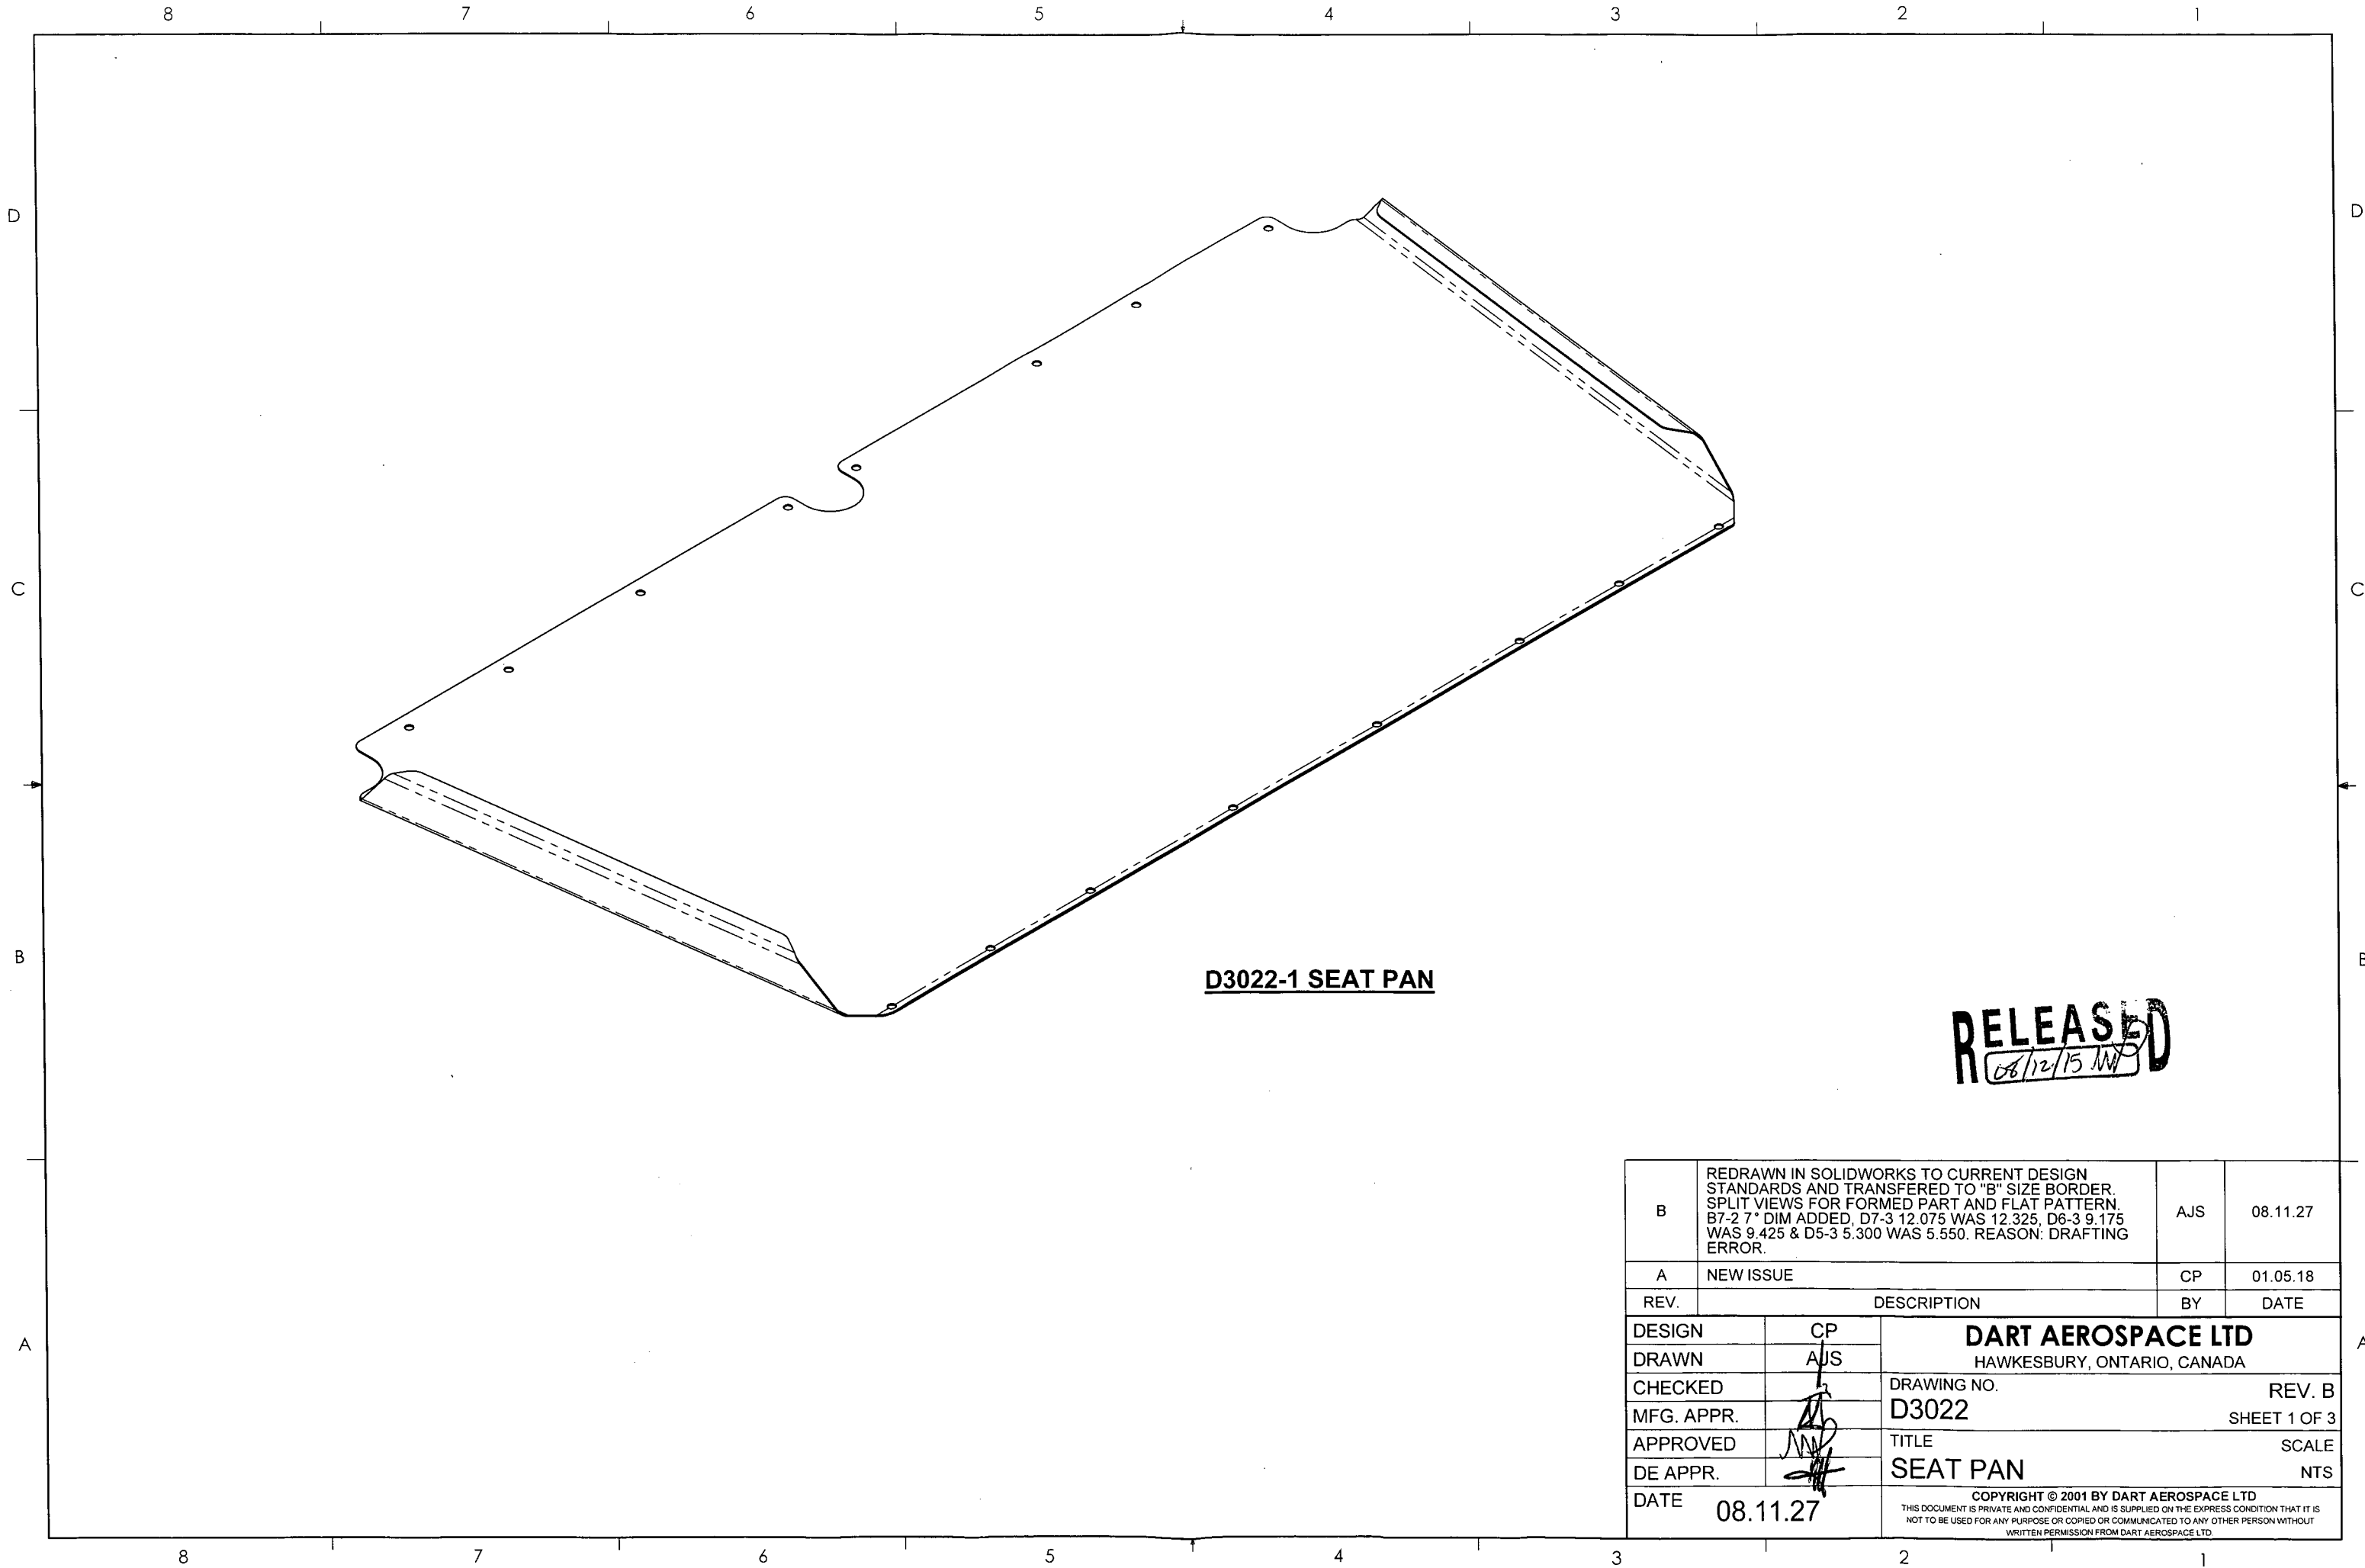 8 7 6 5 4 3 2 1
D D
C C
B B
D3022-1 SEAT PAN
RELEASED
08/12/15
B
REDRAWN IN SOLIDWORKS TO CURRENT DESIGN
STANDARDS AND TRANSFERED TO "B" SIZE BORDER.
SPLIT VIEWS FOR FORMED PART AND FLAT PATTERN.
B7-2 7° DIM ADDED, D7-3 12.075 WAS 12.325, D6-3 9.175
WAS 9.425 & D5-3 5.300 WAS 5.550. REASON: DRAFTING
ERROR.
AJS 08.11.27
A NEW ISSUE CP 01.05.18
REV. DESCRIPTION BY DATE
A A
DESIGN CP
DRAWN AJS
CHECKED
MFG. APPR.
APPROVED
DE APPR.
DATE 08.11.27
DART AEROSPACE LTD
HAWKESBURY, ONTARIO, CANADA
DRAWING NO. REV. B
D3022 SHEET 1 OF 3
TITLE SCALE
SEAT PAN NTS
COPYRIGHT © 2001 BY DART AEROSPACE LTD
THIS DOCUMENT IS PRIVATE AND CONFIDENTIAL AND IS SUPPLIED ON THE EXPRESS CONDITION THAT IT IS
NOT TO BE USED FOR ANY PURPOSE OR COPIED OR COMMUNICATED TO ANY OTHER PERSON WITHOUT
WRITTEN PERMISSION FROM DART AEROSPACE LTD.
8 7 6 5 4 3 2 1